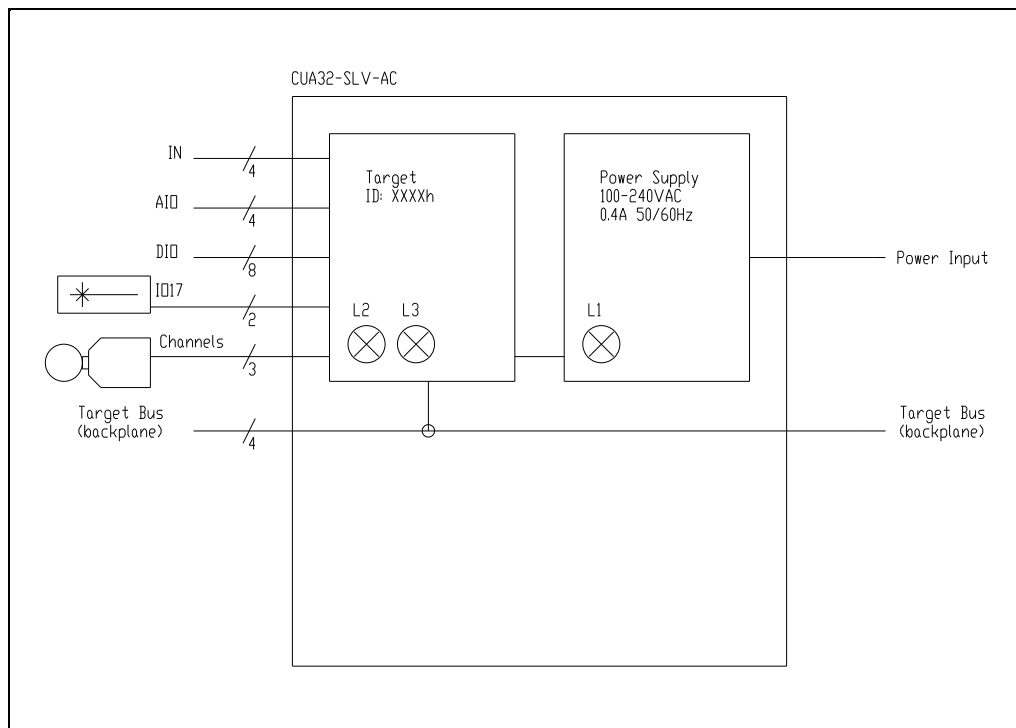 CUA32-SLV-AC
IN
4
Target
ID: XXXXh
Power Supply
100-240VAC
0.4A 50/60Hz
AIO
4
DIO
8
Power Input
IO17
2
L2
L3
L1
Channels
3
Target Bus
(backplane)
4
Target Bus
(backplane)